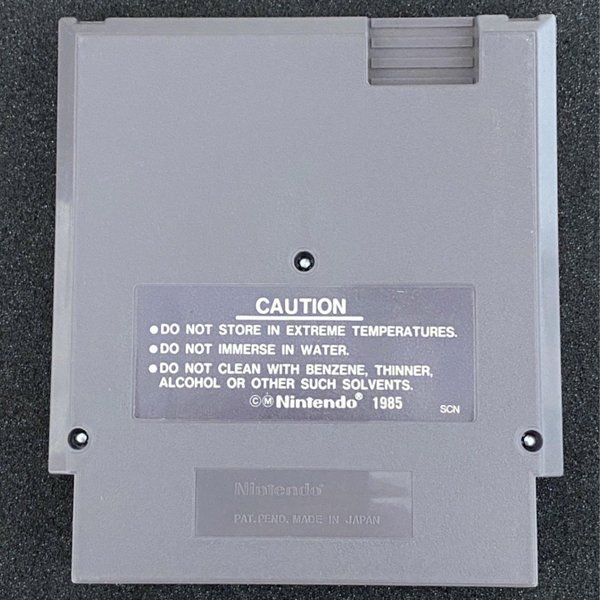 CAUTION
●DO NOT STORE IN EXTREME TEMPERATURES.
●DO NOT IMMERSE IN WATER.
●DO NOT CLEAN WITH BENZENE, THINNER,
ALCOHOL OR OTHER SUCH SOLVENTS.
©Ⓜ Nintendo® 1985
SCN
Nintendo®
PAT. PEND. MADE IN JAPAN